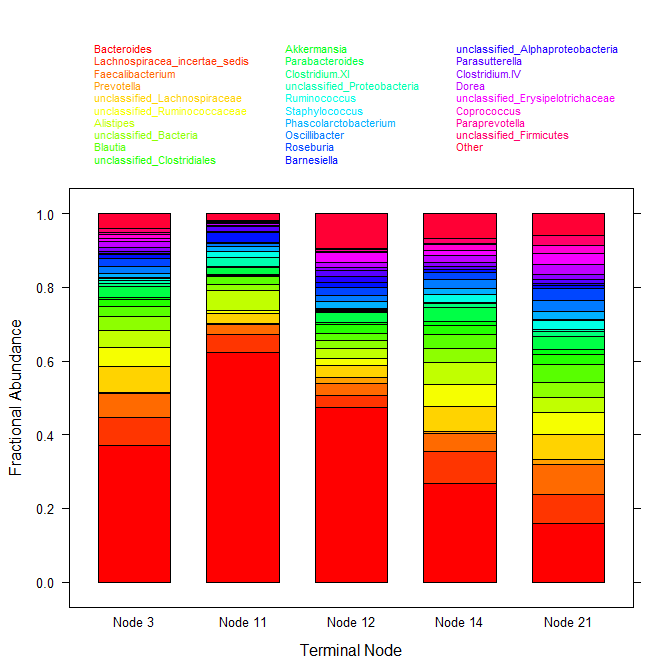 Bacteroides
Lachnospiracea_incertae_sedis
Faecalibacterium
Prevotella
unclassified_Lachnospiraceae
unclassified_Ruminococcaceae
Alistipes
unclassified_Bacteria
Blautia
unclassified_Clostridiales
Akkermansia
Parabacteroides
Clostridium.XI
unclassified_Proteobacteria
Ruminococcus
Staphylococcus
Phascolarctobacterium
Oscillibacter
Roseburia
Barnesiella
unclassified_Alphaproteobacteria
Parasutterella
Clostridium.IV
Dorea
unclassified_Erysipelotrichaceae
Coprococcus
Paraprevotella
unclassified_Firmicutes
Other
Fractional Abundance
1.0
0.8
0.6
0.4
0.2
0.0
Node 3
Node 11
Node 12
Node 14
Node 21
Terminal Node